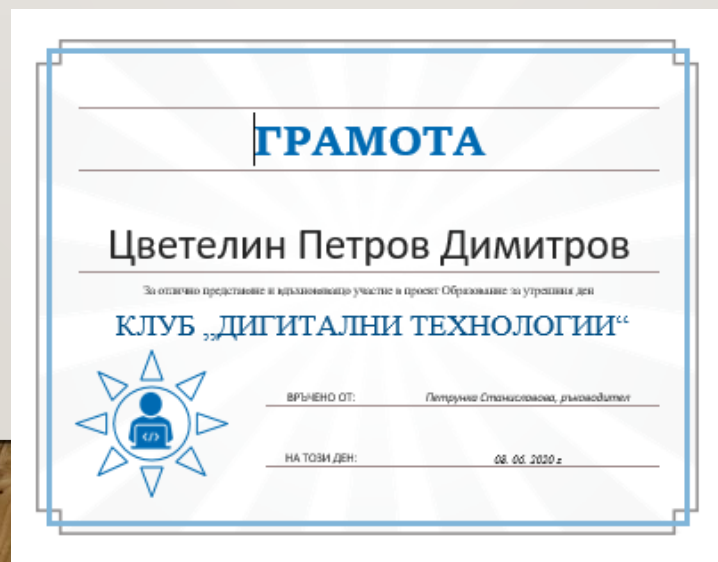 ГРАМОТА
Цветелин Петров Димитров
За отлично представяне и вдъхновяващо участие в проект Образование за утрешния ден
КЛУБ „ДИГИТАЛНИ ТЕХНОЛОГИИ“
ВРЪЧЕНО ОТ: Петрунка Станиславова, ръководител
НА ТОЗИ ДЕН: 08. 06. 2020 г